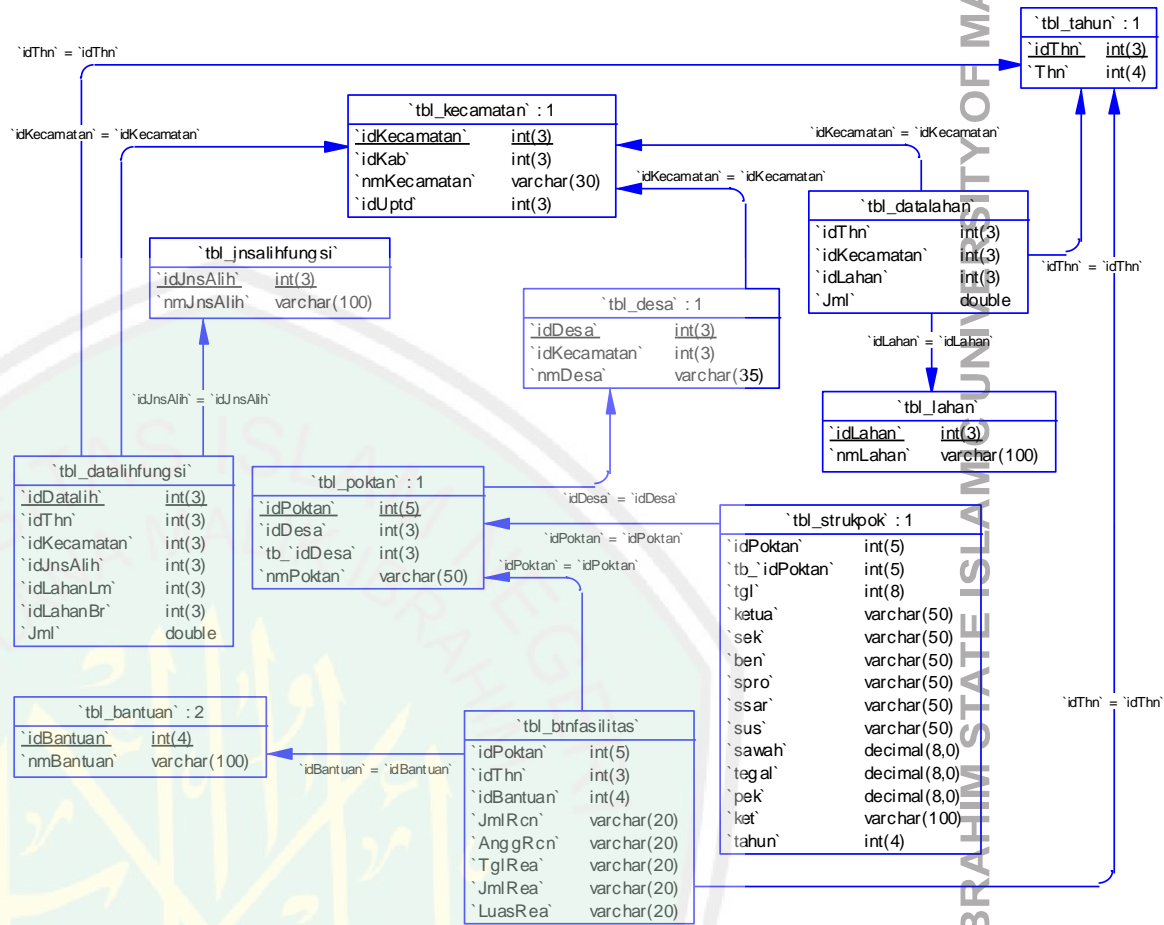 `tbl_tahun` : 1
`idThn` int(3)
`Thn` int(4)
`idThn` = `idThn`
`tbl_kecamatan` : 1
`idKecamatan` int(3)
`idKab` int(3)
`nmKecamatan` varchar(30)
`idUptd` int(3)
`idKecamatan` = `idKecamatan`
`idKecamatan` = `idKecamatan`
`idKecamatan` = `idKecamatan`
`tbl_datalahan`
`idThn` int(3)
`idKecamatan` int(3)
`idLahan` int(3)
`Jml` double
`idThn` = `idThn`
`tbl_jnsalihfungsi`
`idJnsAlih` int(3)
`nmJnsAlih` varchar(100)
`tbl_desa` : 1
`idDesa` int(3)
`idKecamatan` int(3)
`nmDesa` varchar(35)
`idLahan` = `idLahan`
`idJnsAlih` = `idJnsAlih`
`tbl_lahan`
`idLahan` int(3)
`nmLahan` varchar(100)
`tbl_datalihfungsi`
`idDatalih` int(3)
`idThn` int(3)
`idKecamatan` int(3)
`idJnsAlih` int(3)
`idLahanLm` int(3)
`idLahanBr` int(3)
`Jml` double
`tbl_poktan` : 1
`idPoktan` int(5)
`idDesa` int(3)
`tb_`idDesa` int(3)
`nmPoktan` varchar(50)
`idDesa` = `idDesa`
`idPoktan` = `idPoktan`
`idPoktan` = `idPoktan`
`tbl_strukpok` : 1
`idPoktan` int(5)
`tb_`idPoktan` int(5)
`tgl` int(8)
`ketua` varchar(50)
`sek` varchar(50)
`ben` varchar(50)
`spro` varchar(50)
`ssar` varchar(50)
`sus` varchar(50)
`sawah` decimal(8,0)
`tegal` decimal(8,0)
`pek` decimal(8,0)
`ket` varchar(100)
`tahun` int(4)
`idThn` = `idThn`
`tbl_bantuan` : 2
`idBantuan` int(4)
`nmBantuan` varchar(100)
`idBantuan` = `idBantuan`
`tbl_btnfasilitas`
`idPoktan` int(5)
`idThn` int(3)
`idBantuan` int(4)
`JmlRcn` varchar(20)
`AnggRcn` varchar(20)
`TglRea` varchar(20)
`JmlRea` varchar(20)
`LuasRea` varchar(20)
BRAHIM STATE ISLAMIC UNIVERSITY OF MA